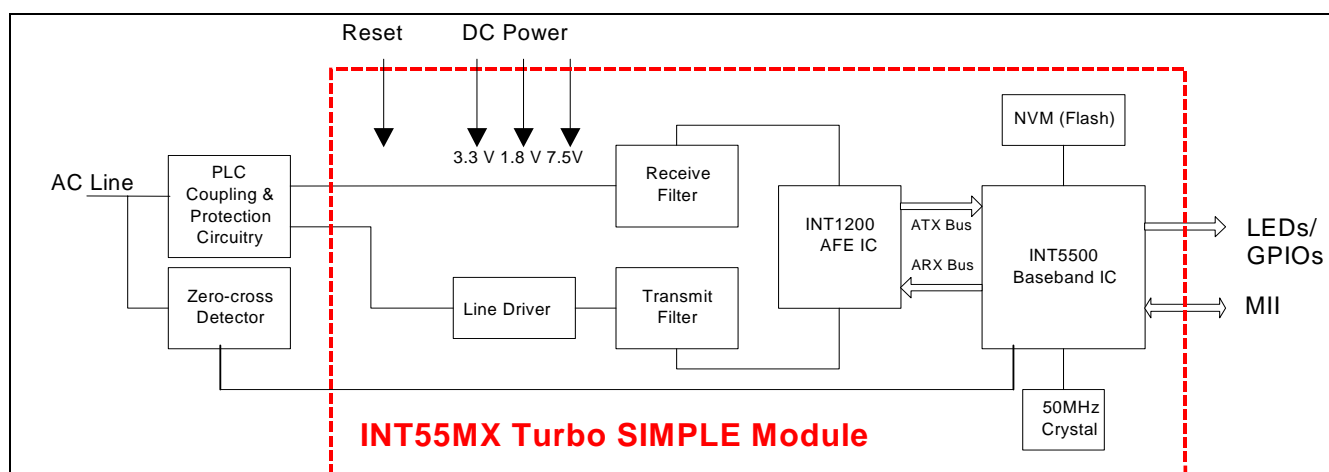 Reset
DC Power
3.3 V 1.8 V 7.5V
AC Line
PLC
Coupling &
Protection
Circuitry
Zero-cross
Detector
Receive
Filter
Line Driver
Transmit
Filter
INT1200
AFE IC
ATX Bus
ARX Bus
NVM (Flash)
INT5500
Baseband IC
50MHz
Crystal
LEDs/
GPIOs
MII
INT55MX Turbo SIMPLE Module